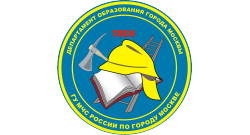 ДЕПАРТАМЕНТ ОБРАЗОВАНИЯ ГОРОДА МОСКВЫ
ГУ МЧС РОССИИ ПО ГОРОДУ МОСКВЕ